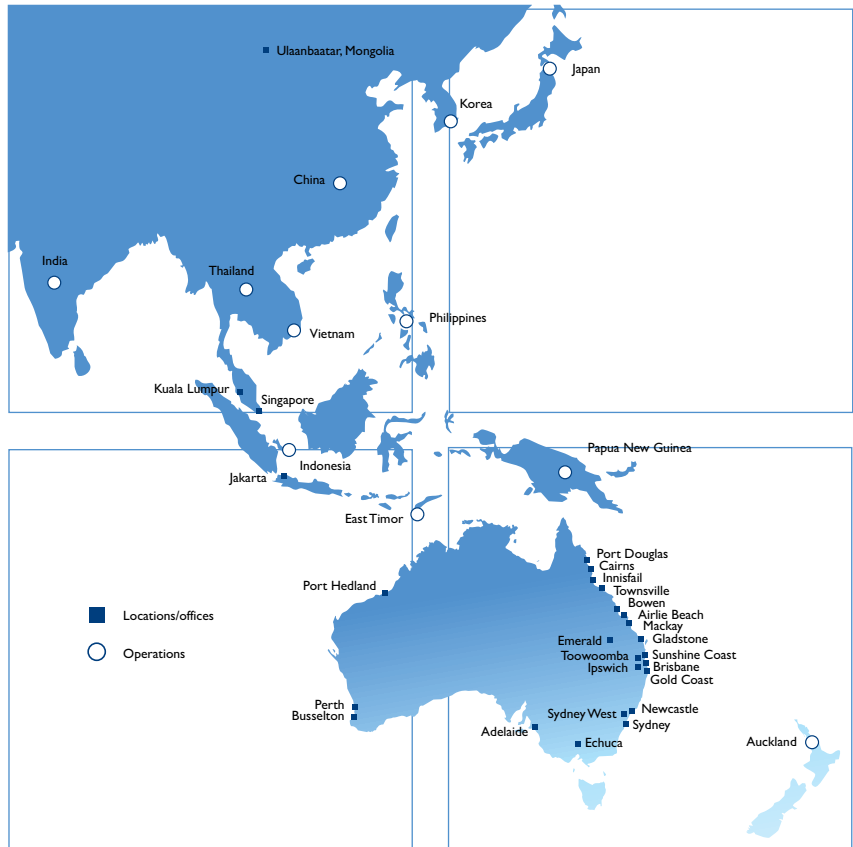 Ulaanbaatar, Mongolia
Japan
Korea
China
India
Thailand
Philippines
Vietnam
Kuala Lumpur
Singapore
Papua New Guinea
Indonesia
Jakarta
East Timor
Port Douglas
Cairns
Innisfail
Port Hedland
Townsville
Bowen
Airlie Beach
Locations/offices
Mackay
Emerald
Gladstone
Operations
Toowoomba
Sunshine Coast
Ipswich
Brisbane
Gold Coast
Perth
Busselton
Sydney West
Newcastle
Sydney
Adelaide
Echuca
Auckland